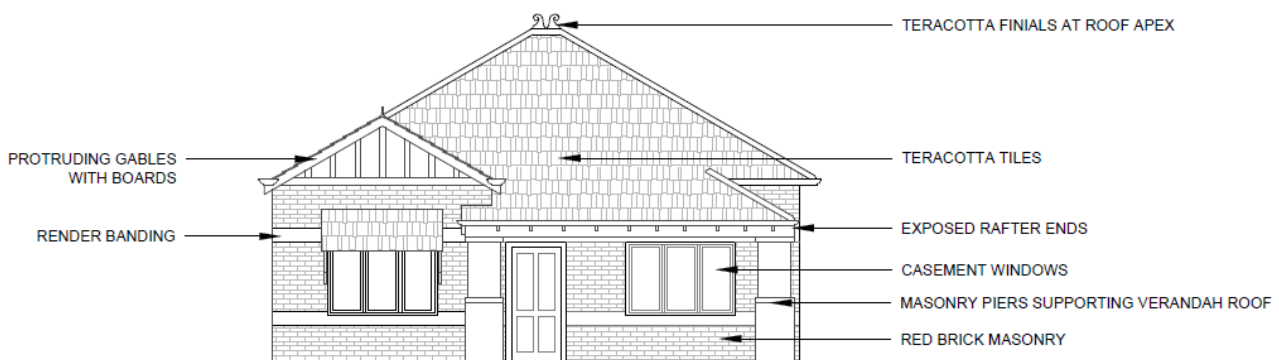 TERACOTTA FINIALS AT ROOF APEX
PROTRUDING GABLES
WITH BOARDS
TERACOTTA TILES
RENDER BANDING
EXPOSED RAFTER ENDS
CASEMENT WINDOWS
MASONRY PIERS SUPPORTING VERANDAH ROOF
RED BRICK MASONRY